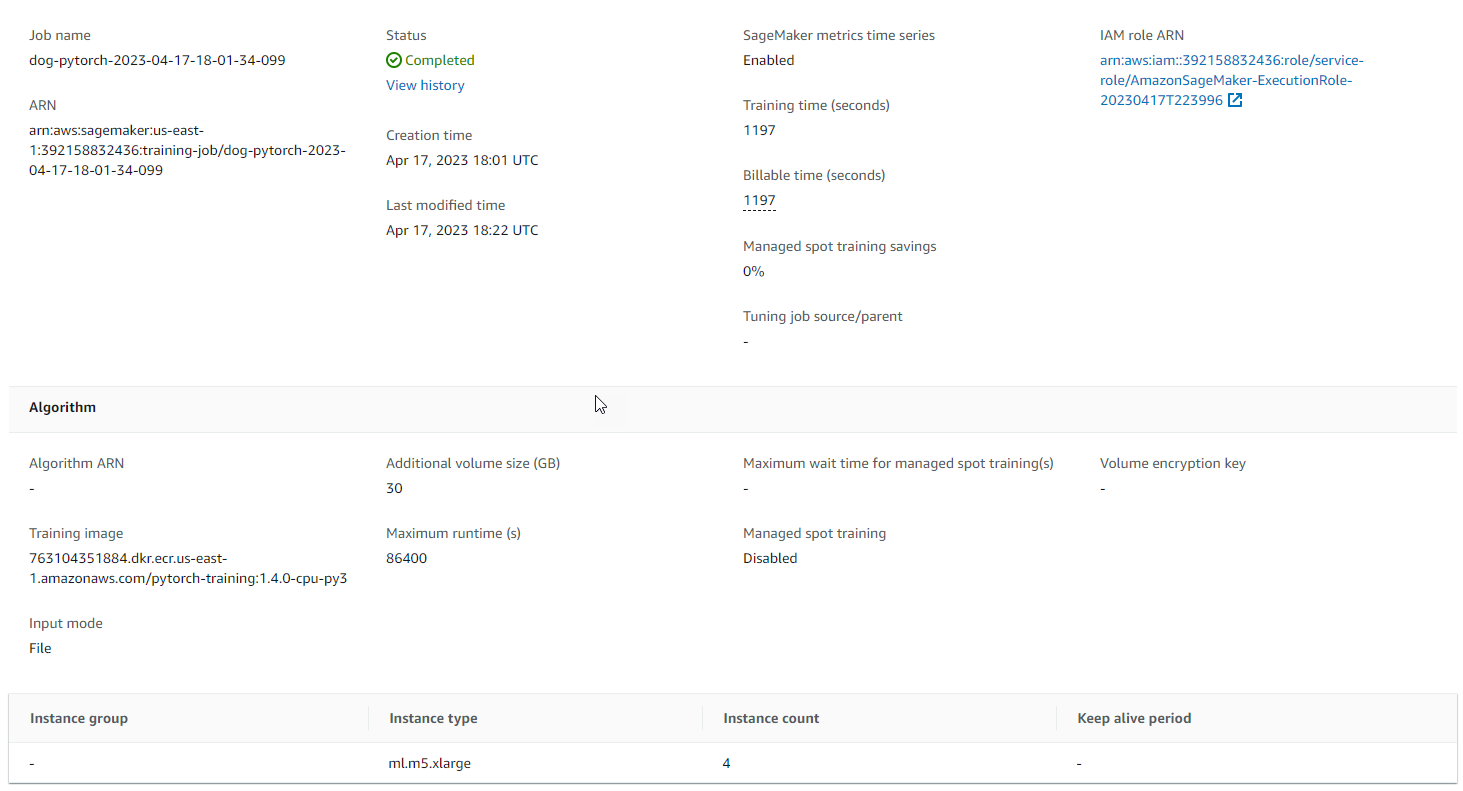 Job name
dog-pytorch-2023-04-17-18-01-34-099
ARN
arn:aws:sagemaker:us-east-
1:392158832436:training-job/dog-pytorch-2023-
04-17-18-01-34-099
Status
Completed
View history
Creation time
Apr 17, 2023 18:01 UTC
Last modified time
Apr 17, 2023 18:22 UTC
SageMaker metrics time series
Enabled
Training time (seconds)
1197
Billable time (seconds)
1197
Managed spot training savings
0%
Tuning job source/parent
-
IAM role ARN
arn:aws:iam::392158832436:role/service-
role/AmazonSageMaker-ExecutionRole-
20230417T223996
Algorithm
Algorithm ARN
-
Training image
763104351884.dkr.ecr.us-east-
1.amazonaws.com/pytorch-training:1.4.0-cpu-py3
Input mode
File
Additional volume size (GB)
30
Maximum runtime (s)
86400
Maximum wait time for managed spot training(s)
-
Managed spot training
Disabled
Volume encryption key
-
Instance group Instance type Instance count Keep alive period
- ml.m5.xlarge 4 -